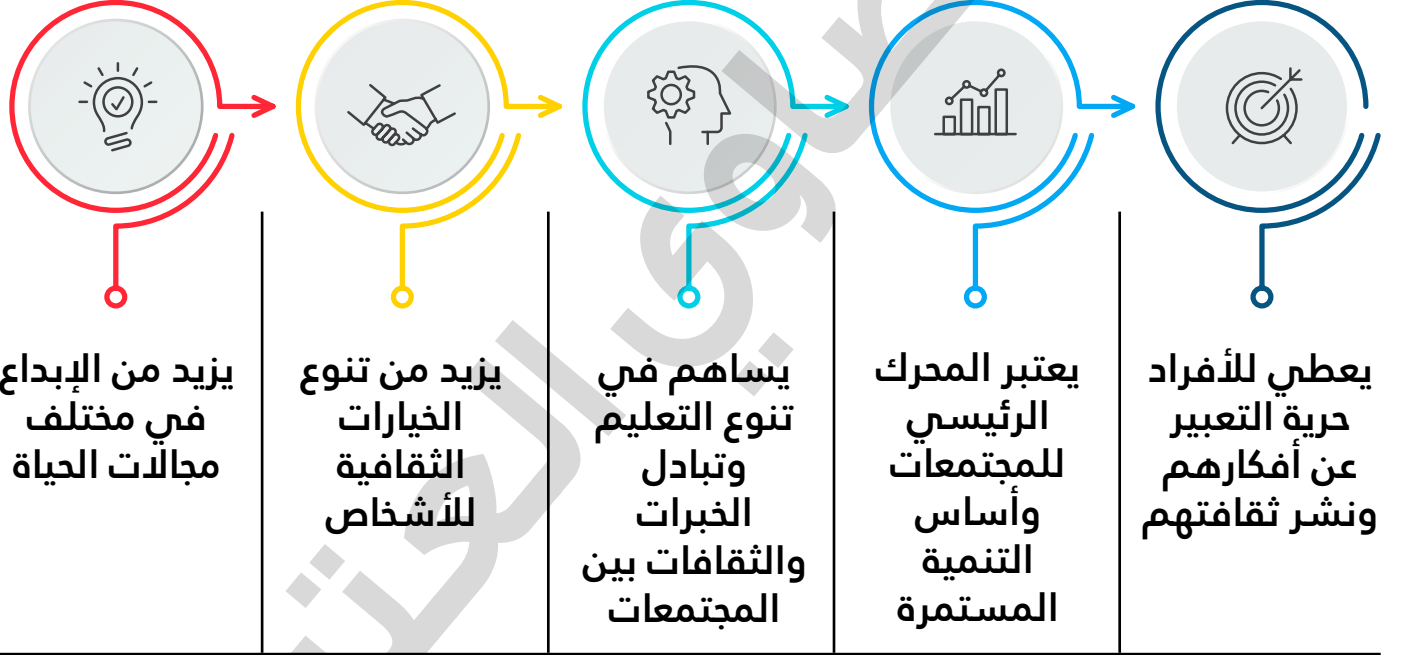 يعطي للأفراد
حرية التعبير
عن أفكارهم
ونشر ثقافتهم
يعتبر المحرك
الرئيسي
للمجتمعات
وأساس
التنمية
المستمرة
يساهم في
تنوع التعليم
وتبادل
الخبرات
والثقافات بين
المجتمعات
يزيد من تنوع
الخيارات
الثقافية
للأشخاص
يزيد من الإبداع
في مختلف
مجالات الحياة